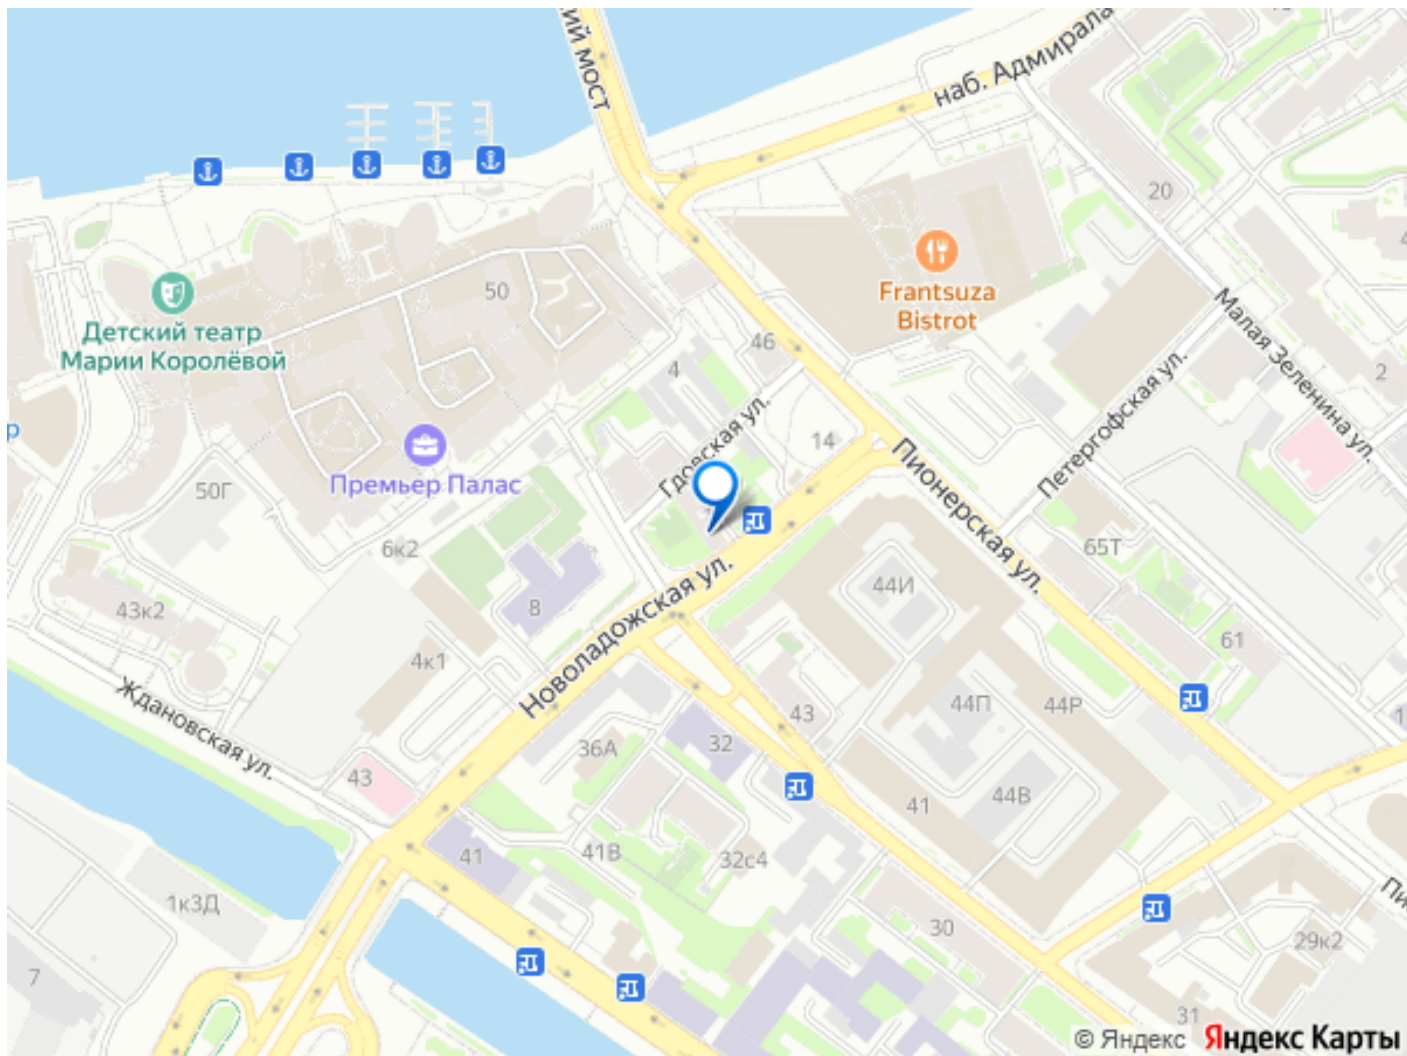 ий мост
наб. Адмирала
20
Frantsuza
Bistrot
50
Детский театр
Марии Королёвой
Малая Зеленина ул.
46
4
2
Петергофская ул.
Гдовская ул.
14
р
Пионерская ул.
Премьер Палас
50Г
6к2
65Т
44И
8
43к2
61
Новоладожская ул.
4к1
Ждановская ул.
44П
44Р
43
32
36А
43
44В
41
1
41
41В
32с4
Пи
1к3Д
30
29к2
7
31
© Яндекс Яндекс Карты